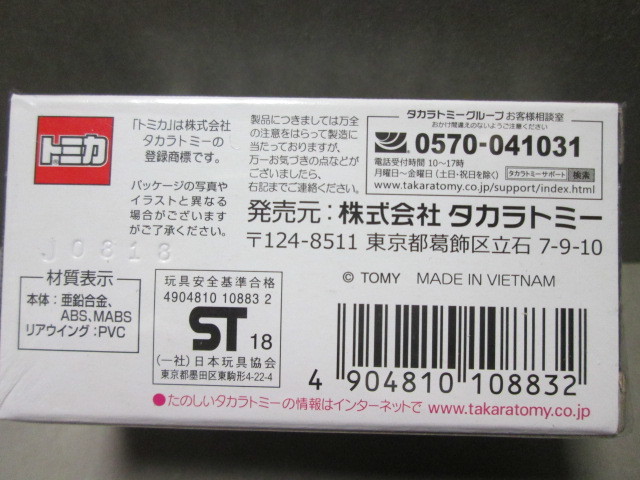 トミカ
「トミカ」は株式会社
タカラトミーの
登録商標です。
パッケージの写真や
イラストと異なる
場合がございます
がご了承ください。
製品につきましては万全
の注意をはらって製造に
当たっておりますが、
万一お気づきの点などが
ございましたら、
右記までご連絡ください。
タカラトミーグループ お客様相談室
おかけ間違えのないようご注意ください
0570-041031
電話受付時間 10〜17時
月曜日〜金曜日（土・日・祝日を除く）
タカラトミーサポート 検索
www.takaratomy.co.jp/support/index.html
発売元：株式会社 タカラトミー
〒124-8511 東京都葛飾区立石 7-9-10
J0818
材質表示
本体：亜鉛合金、
ABS、MABS
リアウイング：PVC
玩具安全基準合格
4904810 10883 2
ST 18
(一社)日本玩具協会
東京都墨田区東駒形4-22-4
© TOMY MADE IN VIETNAM
4 904810 108832
●たのしいタカラトミーの情報はインターネットで www.takaratomy.co.jp